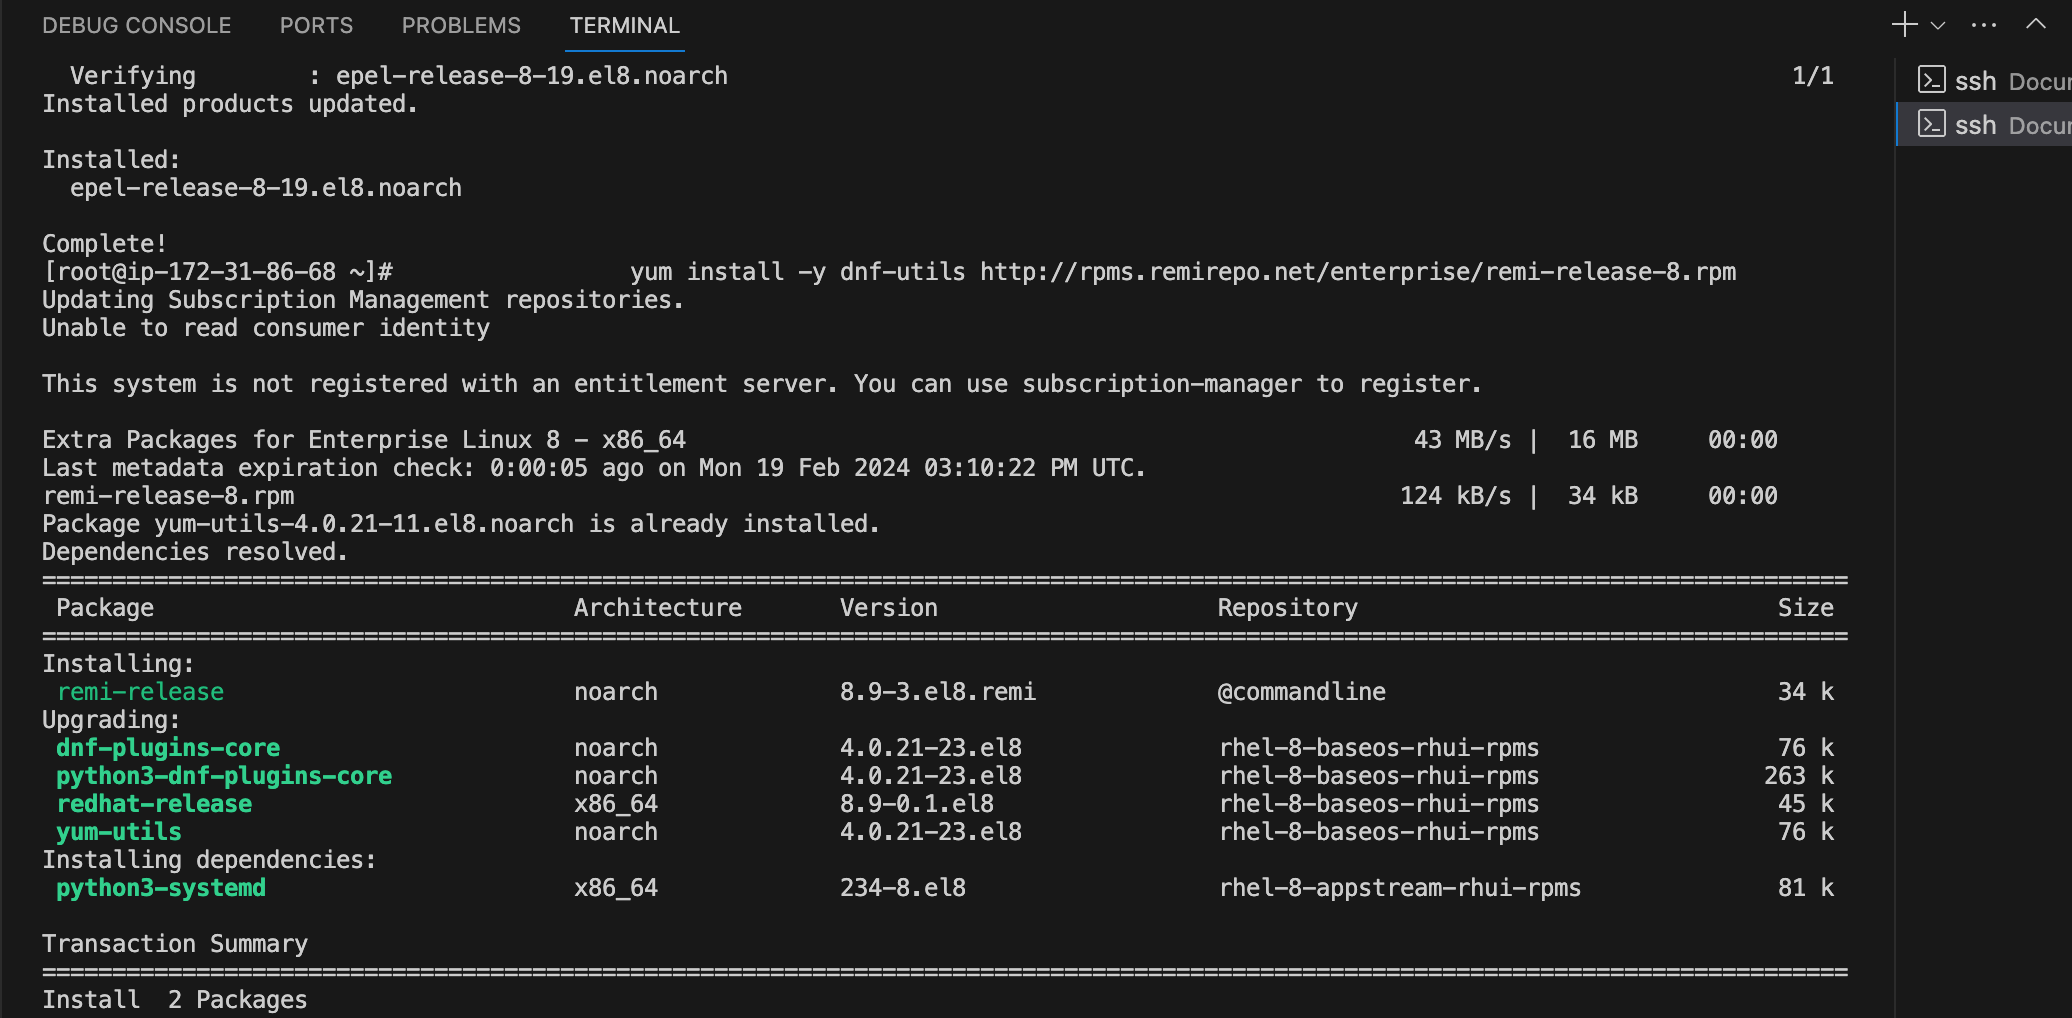 DEBUG CONSOLE PORTS PROBLEMS TERMINAL
Verifying : epel-release-8-19.el8.noarch 1/1
Installed products updated.
Installed:
epel-release-8-19.el8.noarch
Complete!
[root@ip-172-31-86-68 ~]# yum install -y dnf-utils http://rpms.remirepo.net/enterprise/remi-release-8.rpm
Updating Subscription Management repositories.
Unable to read consumer identity
This system is not registered with an entitlement server. You can use subscription-manager to register.
Extra Packages for Enterprise Linux 8 - x86_64 43 MB/s | 16 MB 00:00
Last metadata expiration check: 0:00:05 ago on Mon 19 Feb 2024 03:10:22 PM UTC.
remi-release-8.rpm 124 kB/s | 34 kB 00:00
Package yum-utils-4.0.21-11.el8.noarch is already installed.
Dependencies resolved.
Package Architecture Version Repository Size
Installing:
remi-release noarch 8.9-3.el8.remi @commandline 34 k
Upgrading:
dnf-plugins-core noarch 4.0.21-23.el8 rhel-8-baseos-rhui-rpms 76 k
python3-dnf-plugins-core noarch 4.0.21-23.el8 rhel-8-baseos-rhui-rpms 263 k
redhat-release x86_64 8.9-0.1.el8 rhel-8-baseos-rhui-rpms 45 k
yum-utils noarch 4.0.21-23.el8 rhel-8-baseos-rhui-rpms 76 k
Installing dependencies:
python3-systemd x86_64 234-8.el8 rhel-8-appstream-rhui-rpms 81 k
Transaction Summary
Install 2 Packages
ssh Docu
ssh Docu